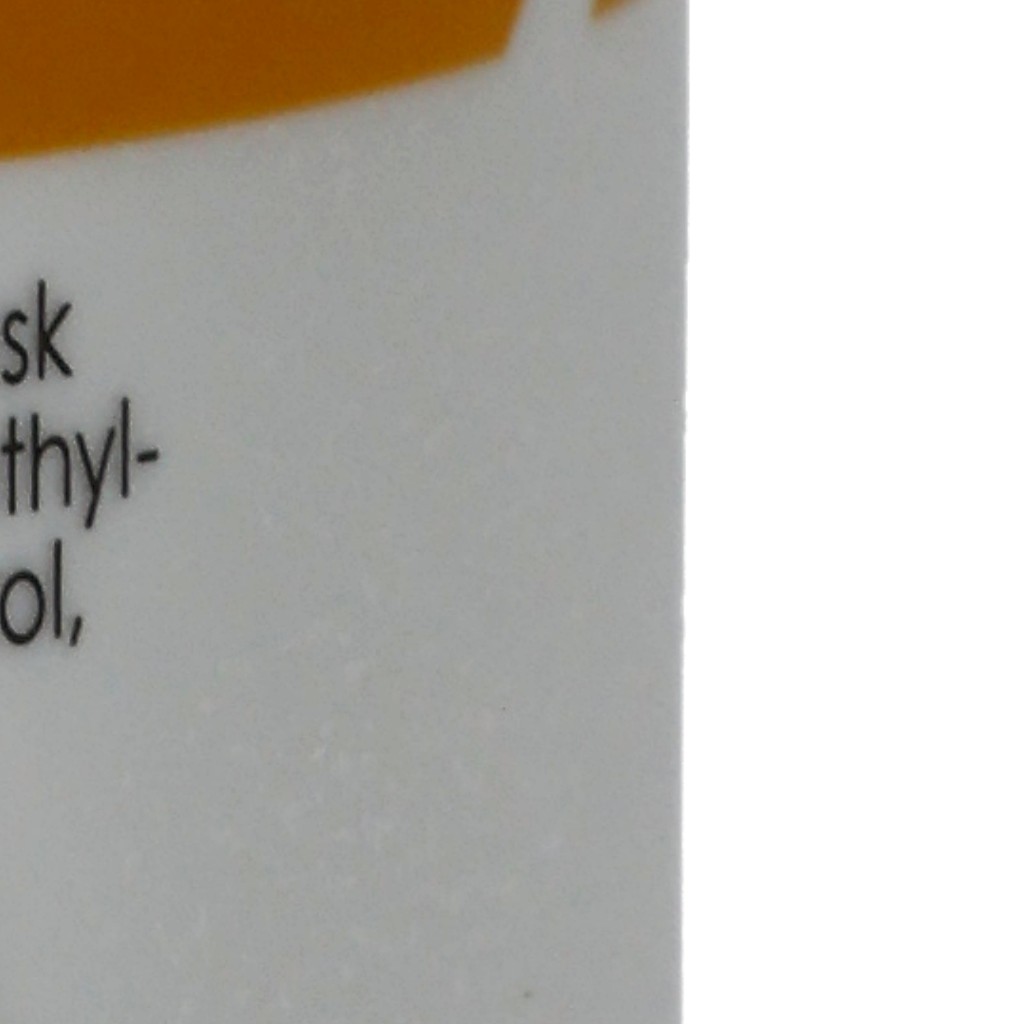 sk
thyl-
ol,